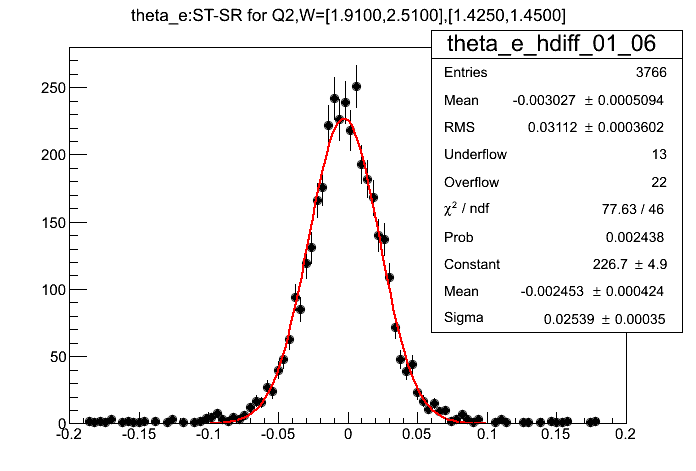 theta_e:ST-SR for Q2,W=[1.9100,2.5100],[1.4250,1.4500]
theta_e_hdiff_01_06
Entries 3766
Mean -0.003027 ± 0.0005094
RMS 0.03112 ± 0.0003602
Underflow 13
Overflow 22
χ² / ndf 77.63 / 46
Prob 0.002438
Constant 226.7 ± 4.9
Mean -0.002453 ± 0.000424
Sigma 0.02539 ± 0.00035
250
200
150
100
50
0
-0.2 -0.15 -0.1 -0.05 0 0.05 0.1 0.15 0.2